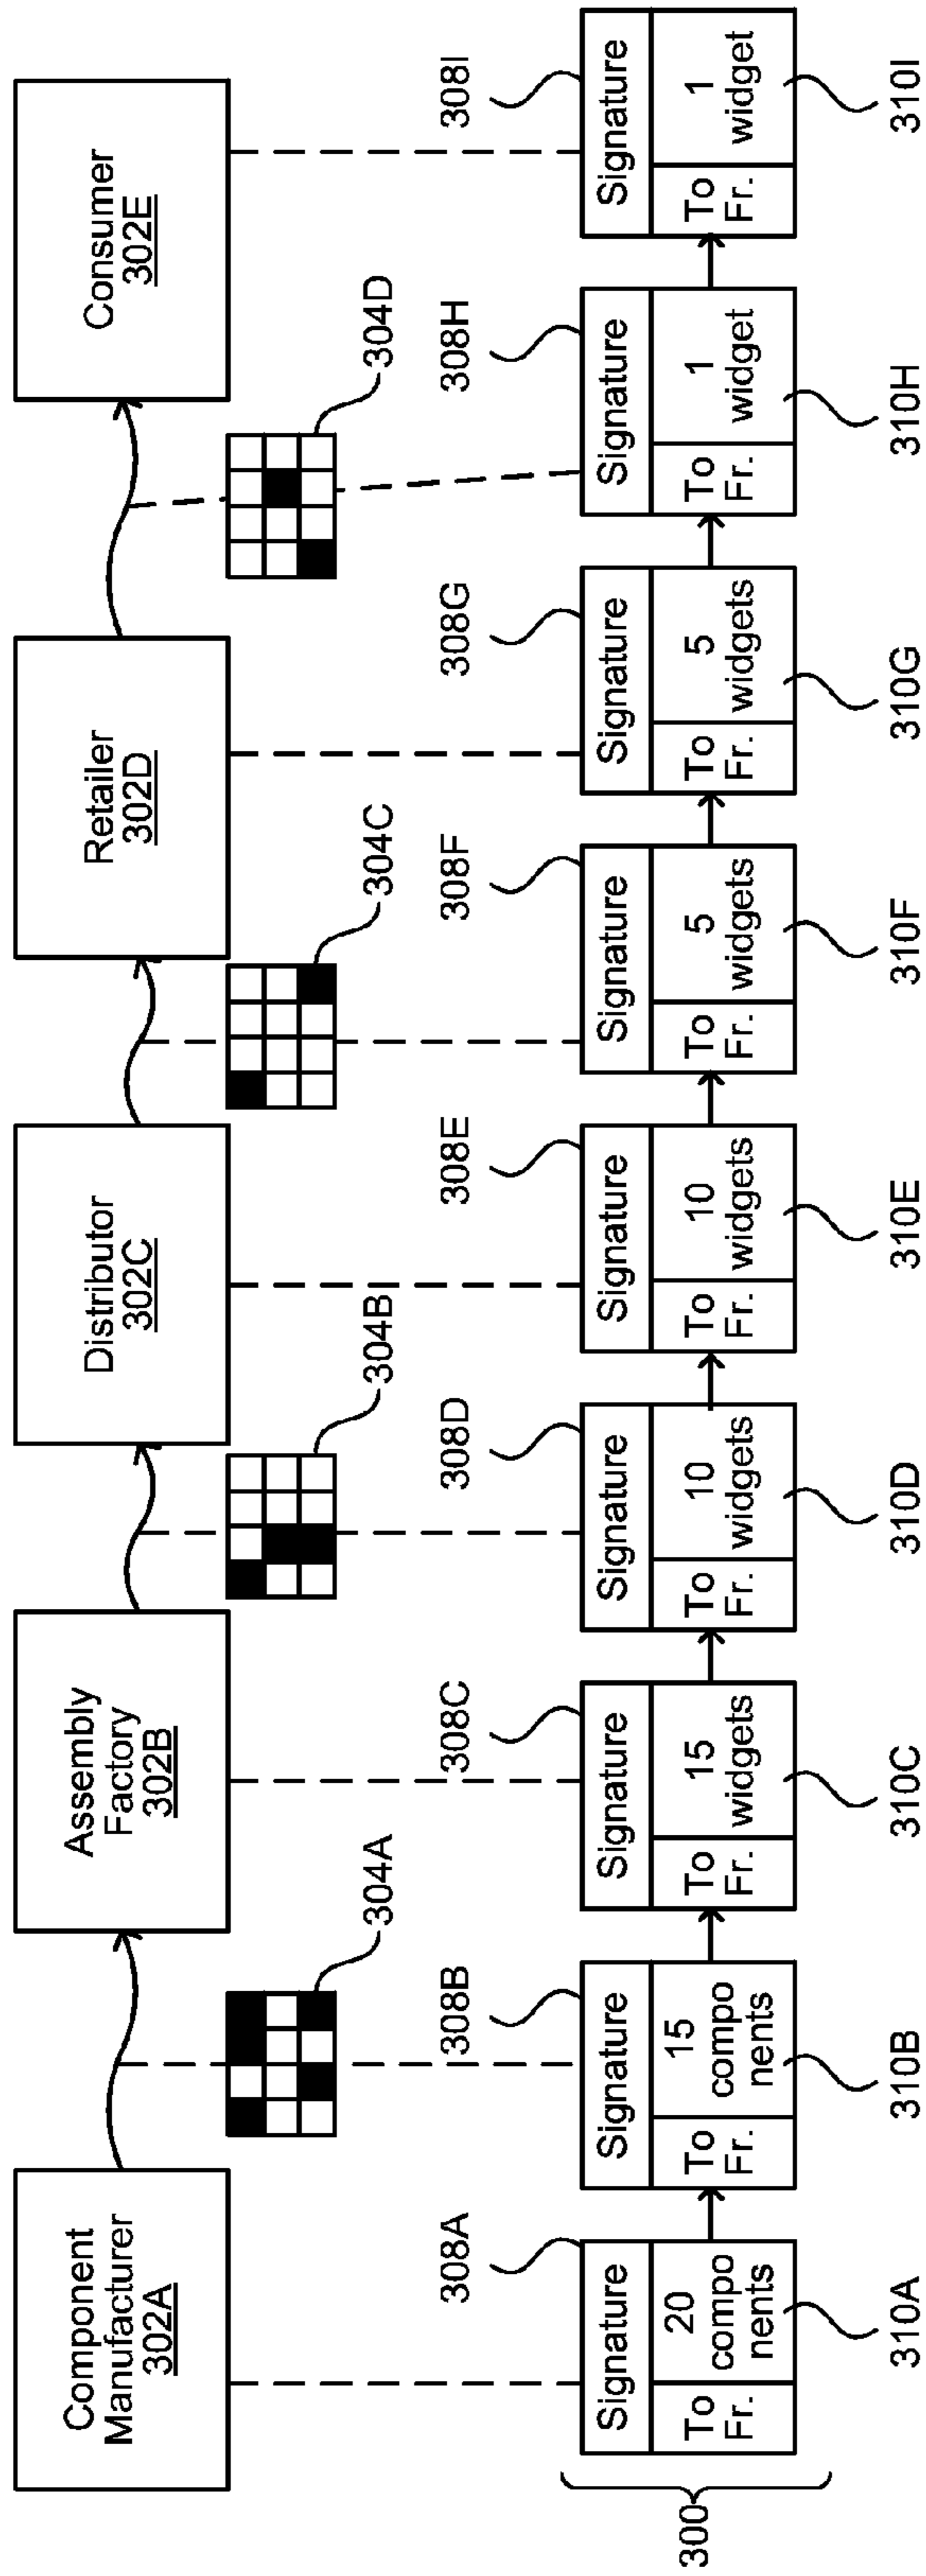 Component
Manufacturer
302A
Assembly
Factory
302B
Distributor
302C
Retailer
302D
Consumer
302E
304A
304B
304C
304D
308A
308B
308C
308D
308E
308F
308G
308H
308I
300
Signature
To
Fr.
20
compo
nents
Signature
To
Fr.
15
compo
nents
Signature
To
Fr.
15
widgets
Signature
To
Fr.
10
widgets
Signature
To
Fr.
10
widgets
Signature
To
Fr.
5
widgets
Signature
To
Fr.
5
widgets
Signature
To
Fr.
1
widget
Signature
To
Fr.
1
widget
310A
310B
310C
310D
310E
310F
310G
310H
310I